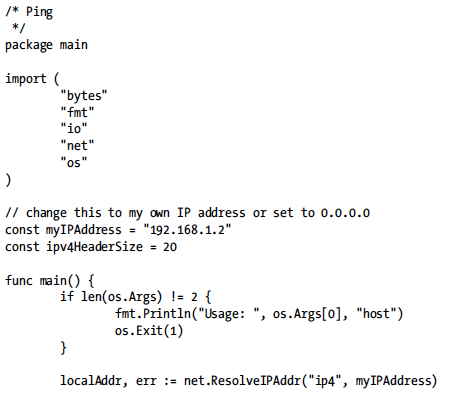 /* Ping
 */
package main

import (
        "bytes"
        "fmt"
        "io"
        "net"
        "os"
)

// change this to my own IP address or set to 0.0.0.0
const myIPAddress = "192.168.1.2"
const ipv4HeaderSize = 20

func main() {
        if len(os.Args) != 2 {
                fmt.Println("Usage: ", os.Args[0], "host")
                os.Exit(1)
        }

        localAddr, err := net.ResolveIPAddr("ip4", myIPAddress)